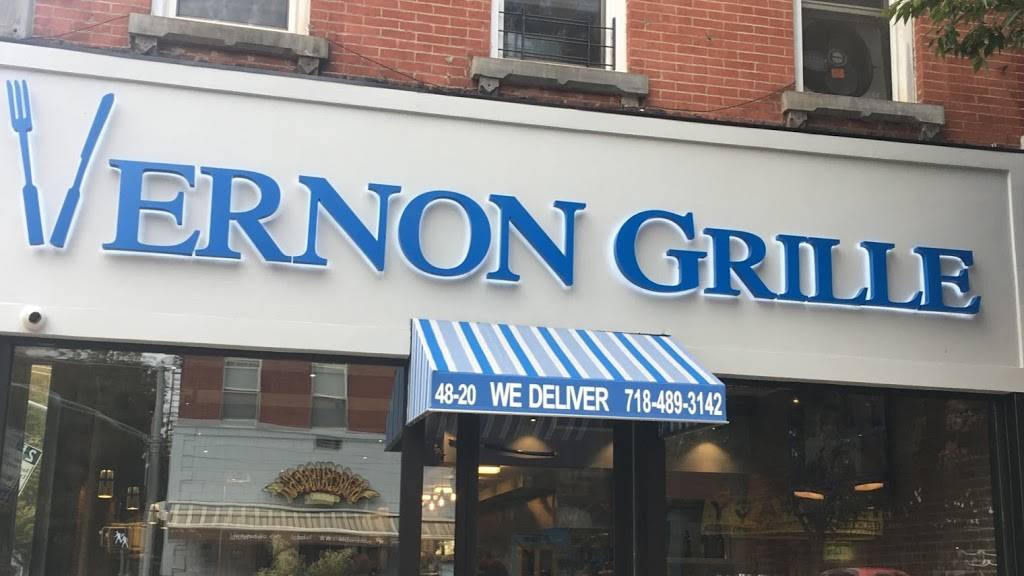 VERNON GRILLE
48-20 WE DELIVER 718-489-3142